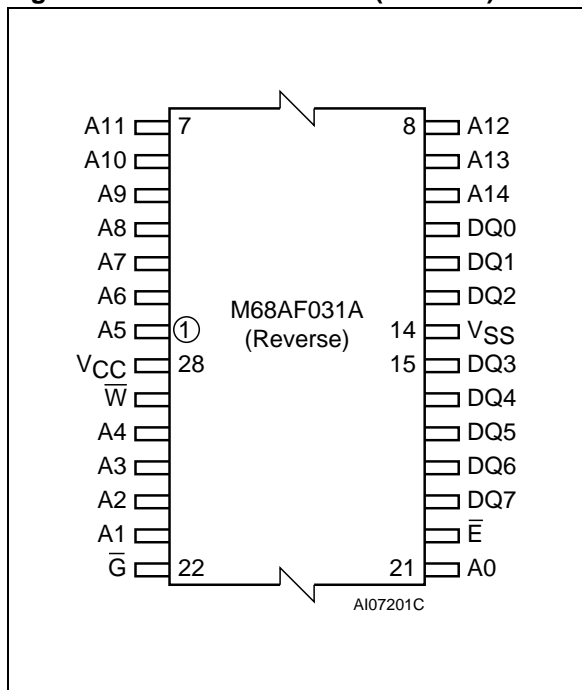 A11 7 8 A12
A10 A13
A9 A14
A8 DQ0
A7 DQ1
A6 DQ2
M68AF031A
(Reverse)
A5 1 14 VSS
VCC 28 15 DQ3
W̅ DQ4
A4 DQ5
A3 DQ6
A2 DQ7
A1 E̅
G̅ 22 21 A0
AI07201C